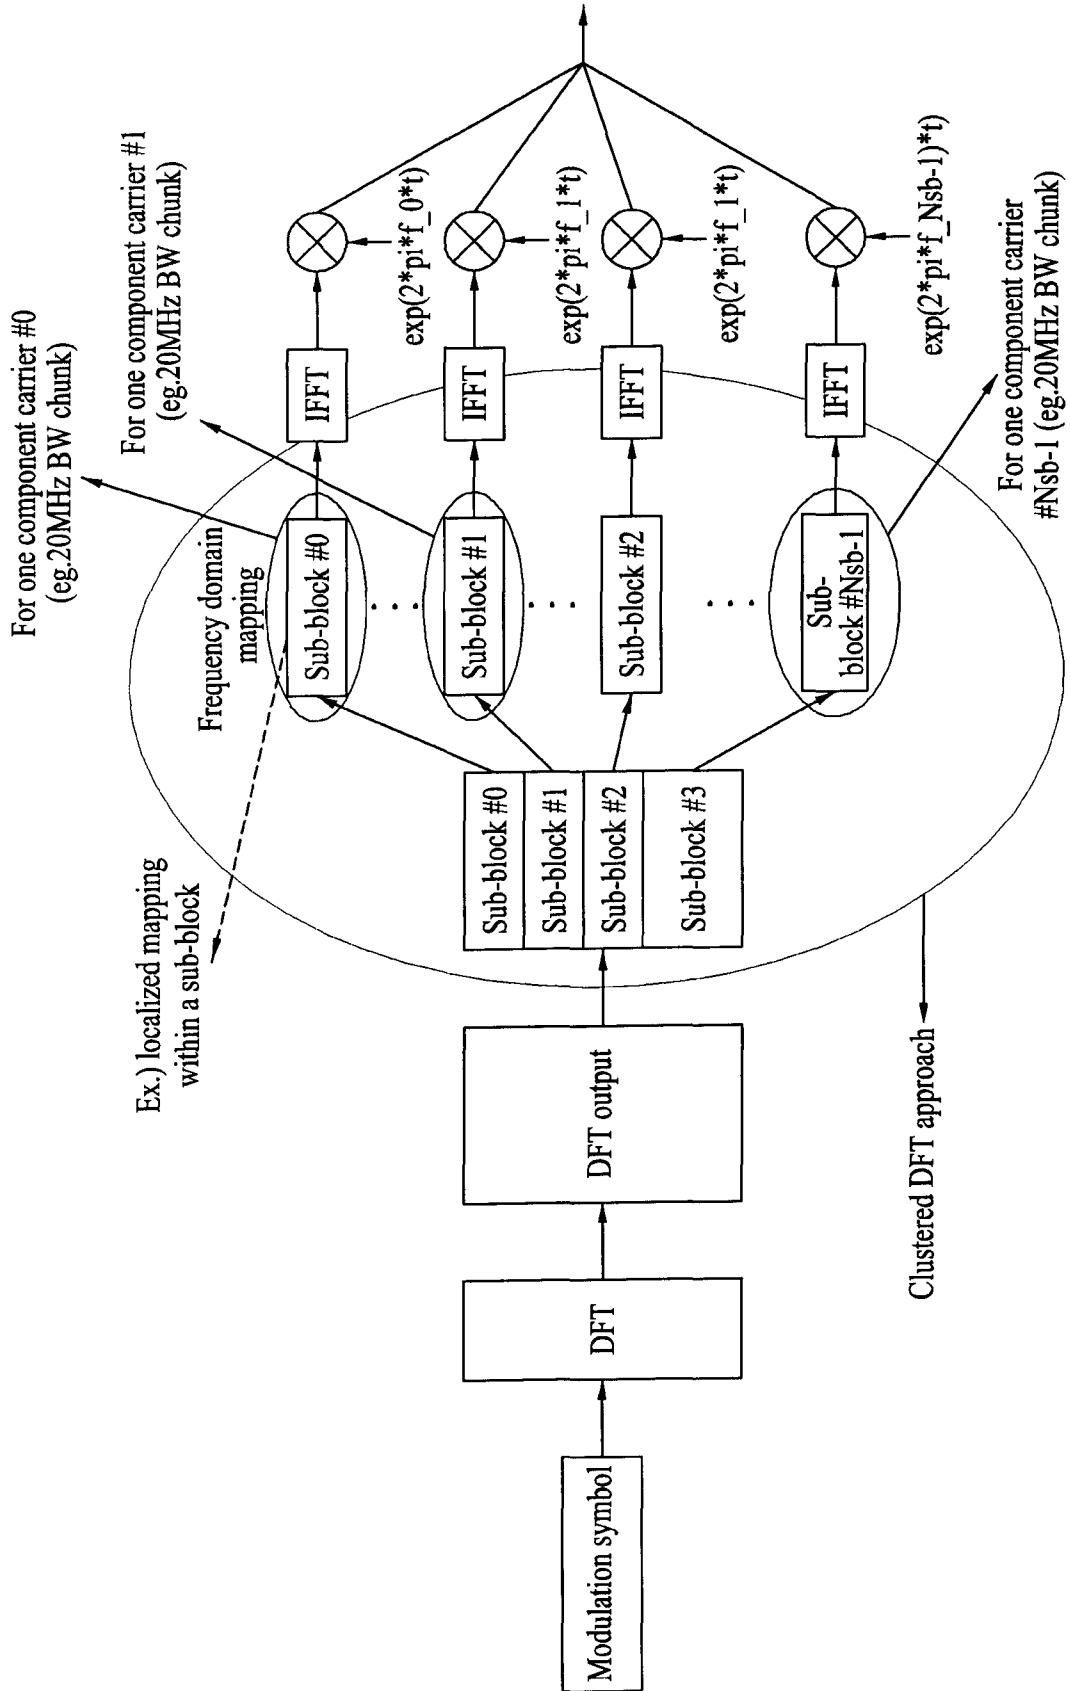 Modulation symbol
DFT
DFT output
Sub-block #0
Sub-block #1
Sub-block #2
Sub-block #3
Clustered DFT approach
Ex.) localized mapping
within a sub-block
Frequency domain
mapping
Sub-block #0
Sub-block #1
Sub-block #2
Sub-
block #Nsb-1
For one component carrier #0
(eg.20MHz BW chunk)
For one component carrier #1
(eg.20MHz BW chunk)
For one component carrier
#Nsb-1 (eg.20MHz BW chunk)
IFFT
IFFT
IFFT
IFFT
exp(2*pi*f_0*t)
exp(2*pi*f_1*t)
exp(2*pi*f_1*t)
exp(2*pi*f_Nsb-1)*t)